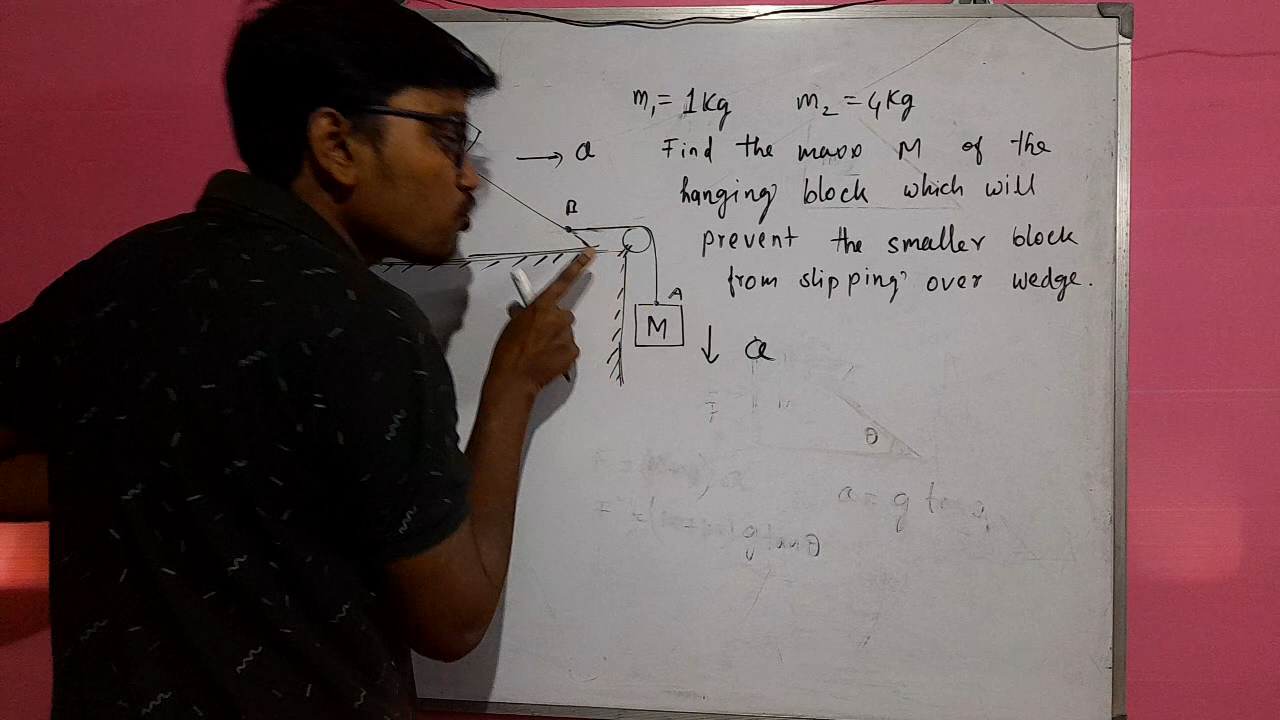 m₁ = 1Kg m₂ = 4Kg
→ a Find the mass M of the
hanging block which will
B prevent the smaller block
from slipping over wedge.
A
M
↓ a
θ
a = g
g tan θ